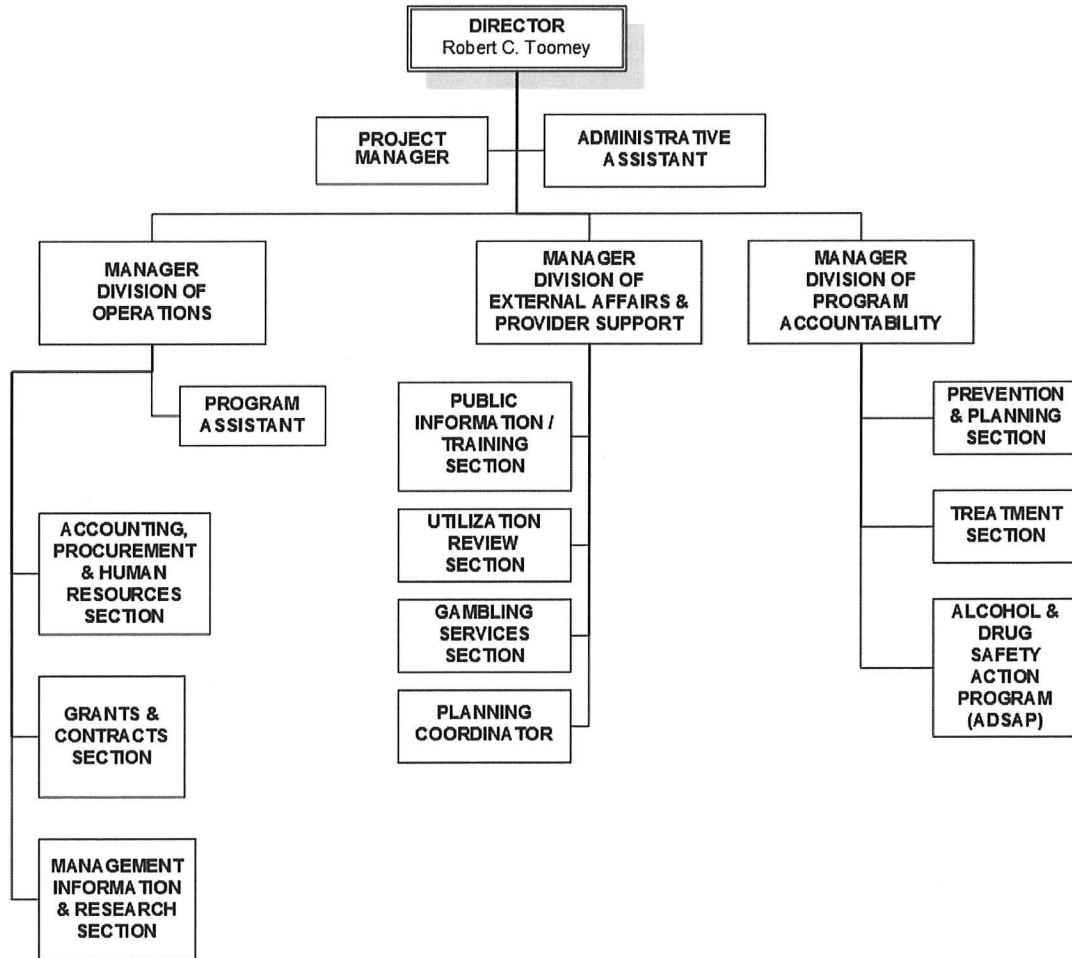 DIRECTOR
Robert C. Toomey
PROJECT
MANAGER
ADMINISTRATIVE
ASSISTANT
MANAGER
DIVISION OF
OPERATIONS
MANAGER
DIVISION OF
EXTERNAL AFFAIRS &
PROVIDER SUPPORT
MANAGER
DIVISION OF
PROGRAM
ACCOUNTABILITY
PROGRAM
ASSISTANT
ACCOUNTING,
PROCUREMENT
& HUMAN
RESOURCES
SECTION
GRANTS &
CONTRACTS
SECTION
MANAGEMENT
INFORMATION
& RESEARCH
SECTION
PUBLIC
INFORMATION /
TRAINING
SECTION
UTILIZATION
REVIEW
SECTION
GAMBLING
SERVICES
SECTION
PLANNING
COORDINATOR
PREVENTION
& PLANNING
SECTION
TREATMENT
SECTION
ALCOHOL &
DRUG
SAFETY
ACTION
PROGRAM
(ADSAP)